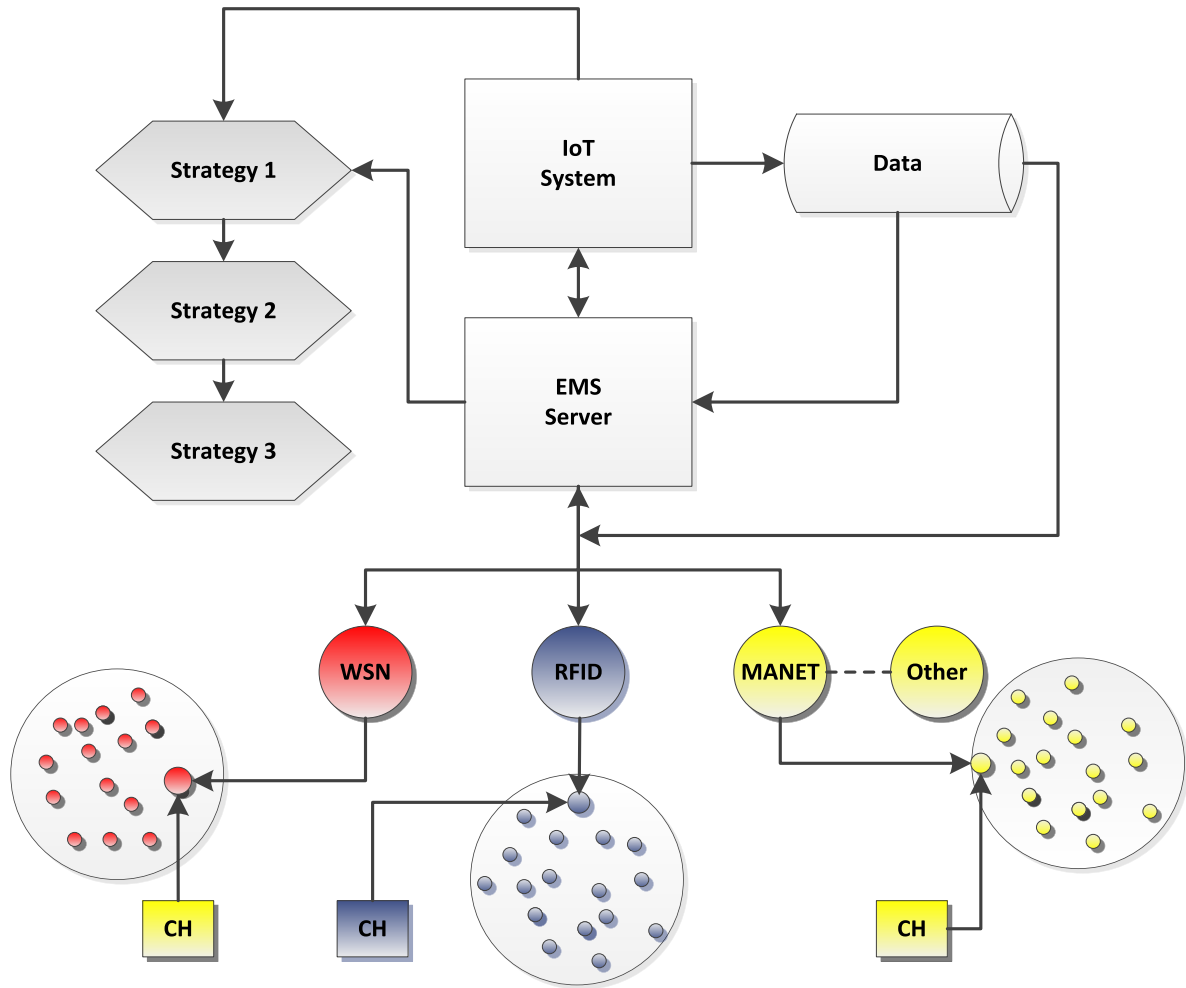 Strategy 1
IoT
System
Data
Strategy 2
EMS
Server
Strategy 3
WSN
RFID
MANET
Other
CH
CH
CH